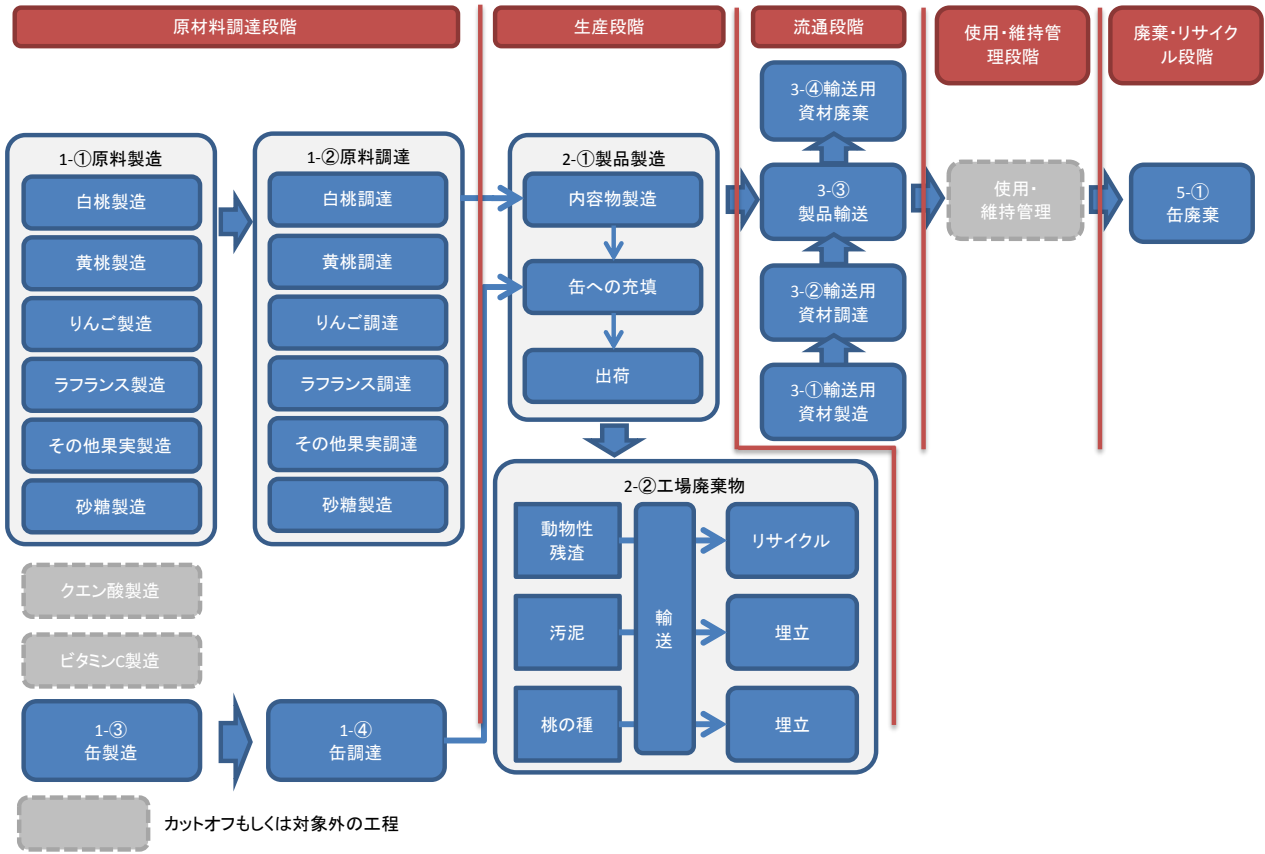 原材料調達段階
生産段階
流通段階
使用・維持管
理段階
廃棄・リサイク
ル段階
1-①原料製造
白桃製造
黄桃製造
りんご製造
ラフランス製造
その他果実製造
砂糖製造
クエン酸製造
ビタミンC製造
1-③
缶製造
1-②原料調達
白桃調達
黄桃調達
りんご調達
ラフランス調達
その他果実調達
砂糖製造
1-④
缶調達
2-①製品製造
内容物製造
缶への充填
出荷
2-②工場廃棄物
動物性
残渣
汚泥
桃の種
輸
送
リサイクル
埋立
埋立
3-④輸送用
資材廃棄
3-③
製品輸送
3-②輸送用
資材調達
3-①輸送用
資材製造
使用・
維持管理
5-①
缶廃棄
カットオフもしくは対象外の工程